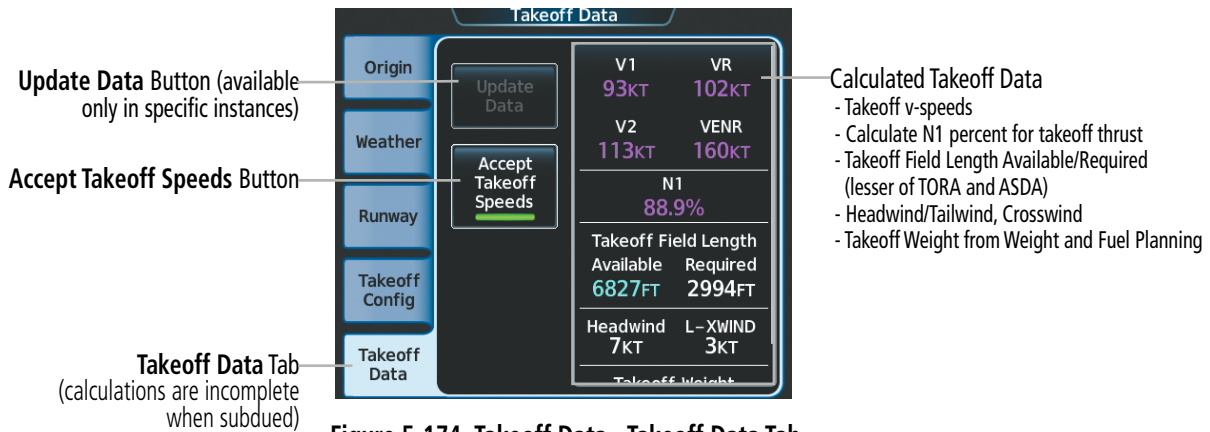 Takeoff Data
Update Data Button (available
only in specific instances)
Accept Takeoff Speeds Button
Takeoff Data Tab
(calculations are incomplete
when subdued)
Origin
Weather
Runway
Takeoff
Config
Takeoff
Data
Update
Data
Accept
Takeoff
Speeds
V1 VR
93KT 102KT
V2 VENR
113KT 160KT
N1
88.9%
Takeoff Field Length
Available Required
6827FT 2994FT
Headwind L-XWIND
7KT 3KT
Takeoff Weight
Calculated Takeoff Data
- Takeoff v-speeds
- Calculate N1 percent for takeoff thrust
- Takeoff Field Length Available/Required
(lesser of TORA and ASDA)
- Headwind/Tailwind, Crosswind
- Takeoff Weight from Weight and Fuel Planning
Figure 5-174 Takeoff Data - Takeoff Data Tab